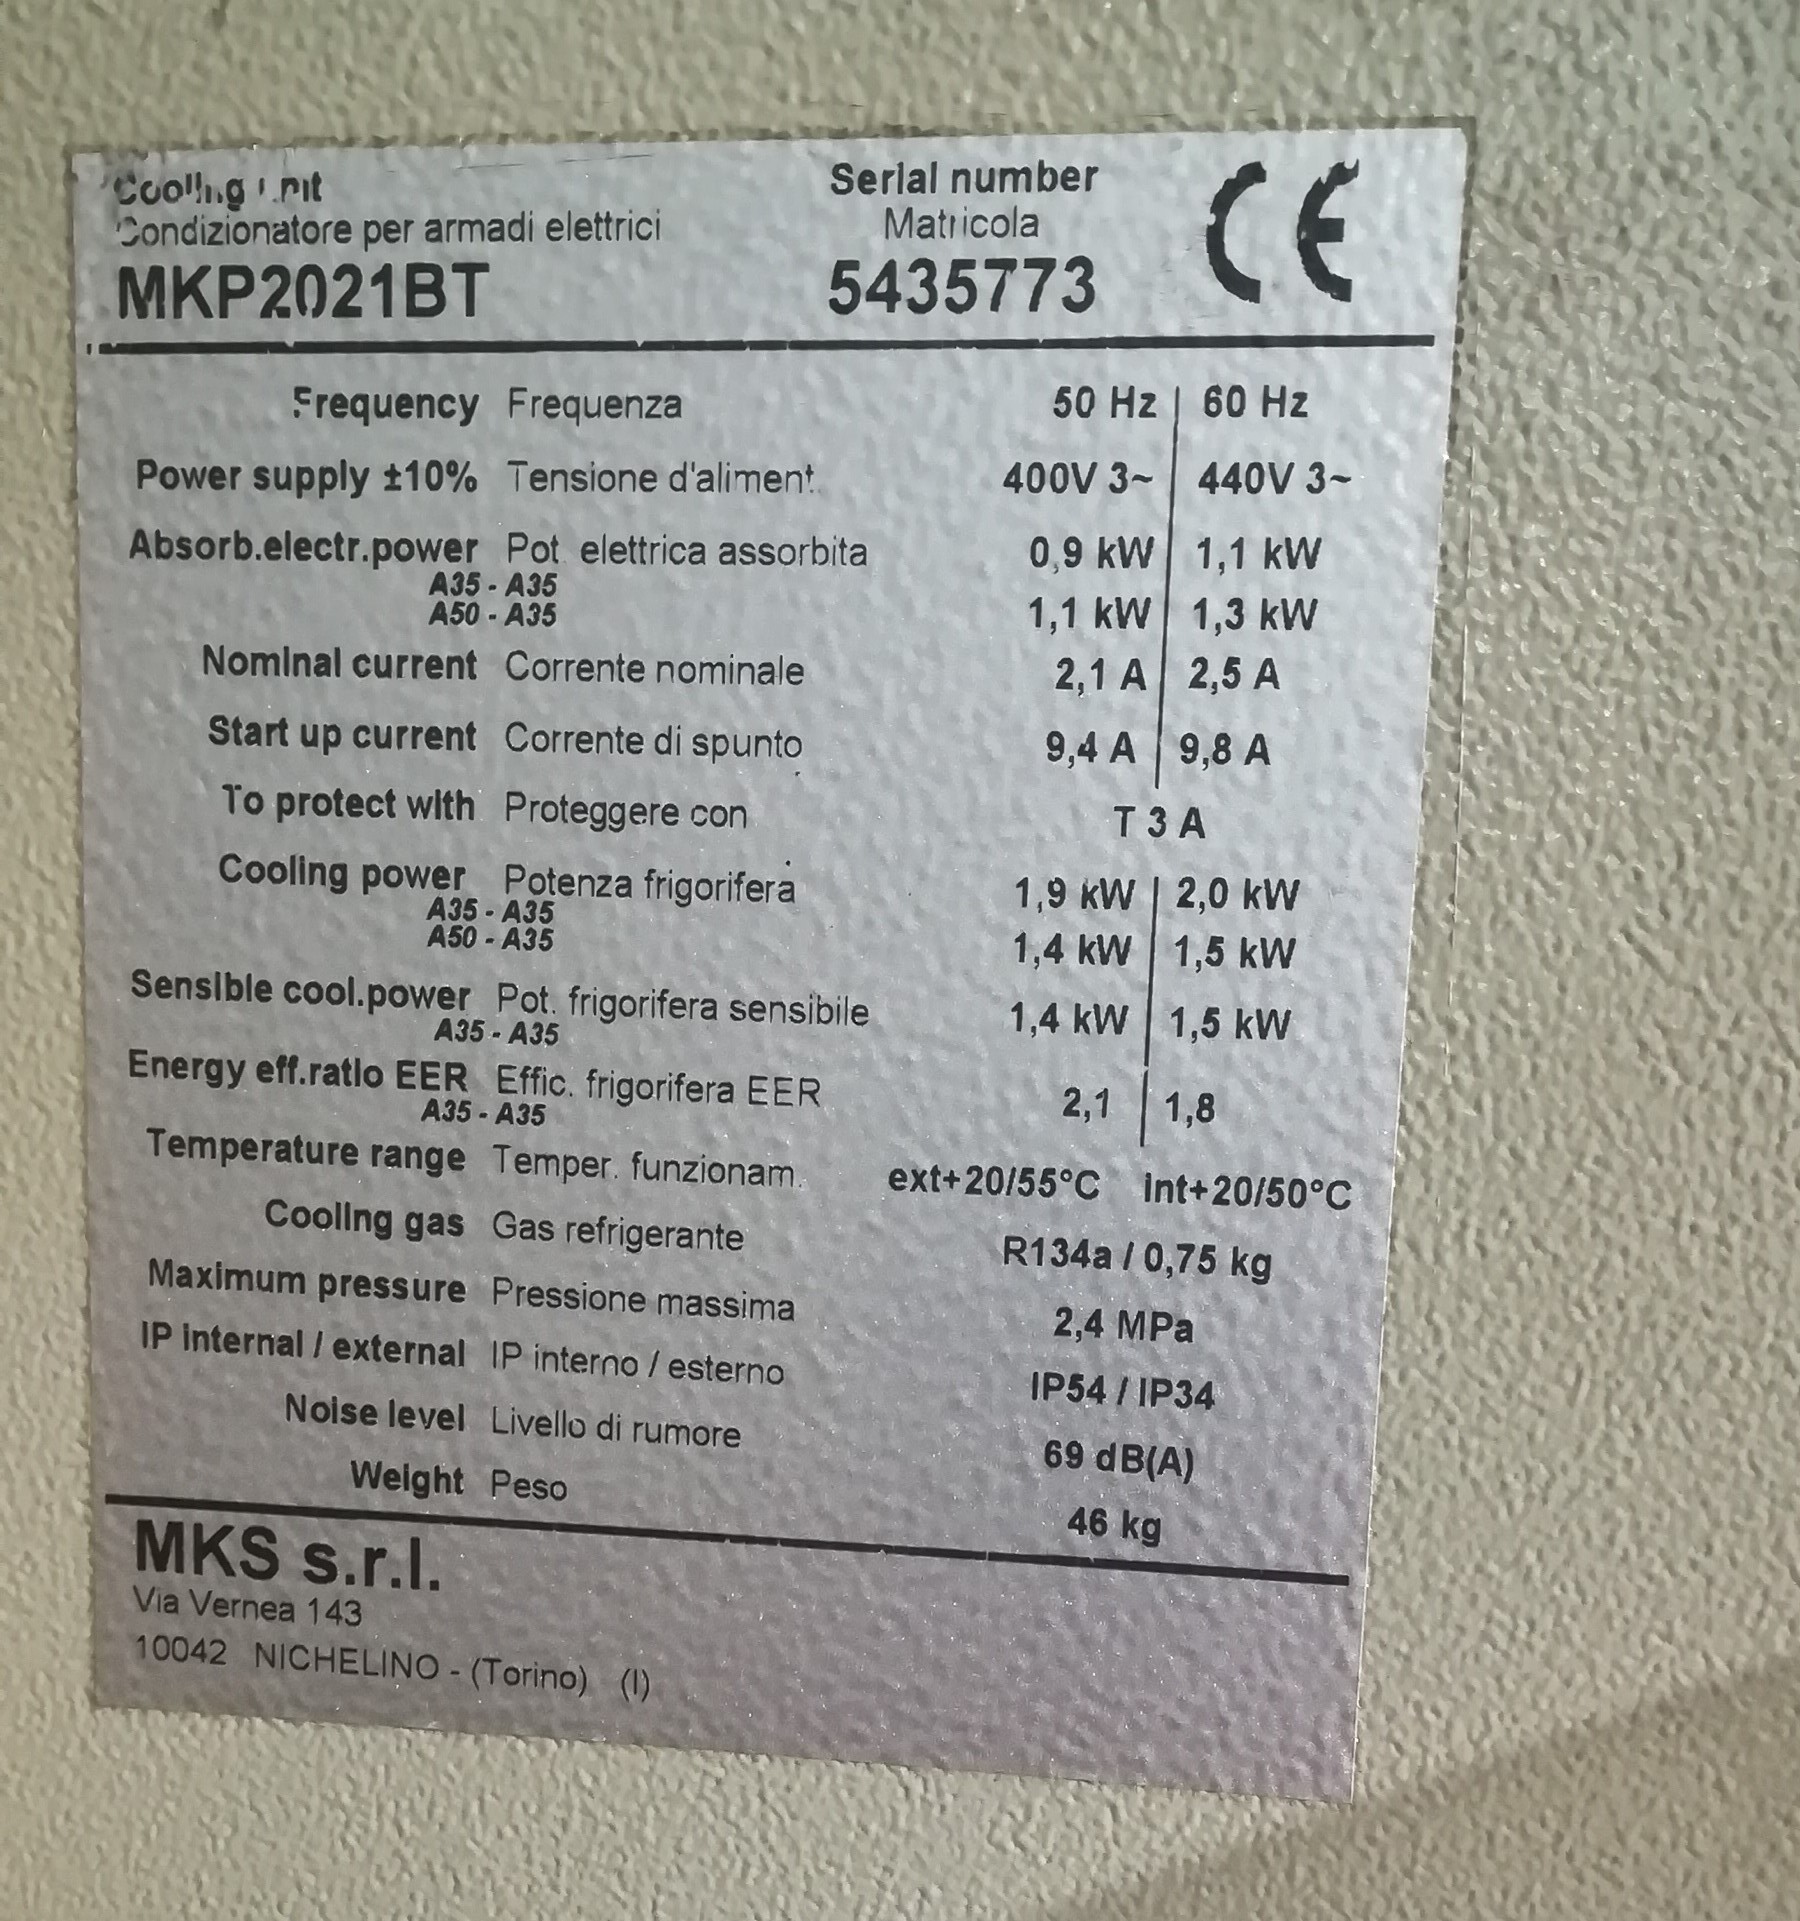 Cooling unit
Condizionatore per armadi elettrici
MKP2021BT
Serial number
Matricola
5435773
CE
Frequency Frequenza 50 Hz | 60 Hz
Power supply ±10% Tensione d'aliment. 400V 3~ | 440V 3~
Absorb.electr.power Pot. elettrica assorbita 0,9 kW | 1,1 kW
A35 - A35
A50 - A35 1,1 kW | 1,3 kW
Nominal current Corrente nominale 2,1 A | 2,5 A
Start up current Corrente di spunto 9,4 A | 9,8 A
To protect with Proteggere con T 3 A
Cooling power Potenza frigorifera 1,9 kW | 2,0 kW
A35 - A35
A50 - A35 1,4 kW | 1,5 kW
Sensible cool.power Pot. frigorifera sensibile 1,4 kW | 1,5 kW
A35 - A35
Energy eff.ratio EER Effic. frigorifera EER 2,1 | 1,8
A35 - A35
Temperature range Temper. funzionam. ext+20/55°C int+20/50°C
Cooling gas Gas refrigerante R134a / 0,75 kg
Maximum pressure Pressione massima 2,4 MPa
IP internal / external IP interno / esterno IP54 / IP34
Noise level Livello di rumore 69 dB(A)
Weight Peso 46 kg
MKS s.r.l.
Via Vernea 143
10042 NICHELINO - (Torino) (I)